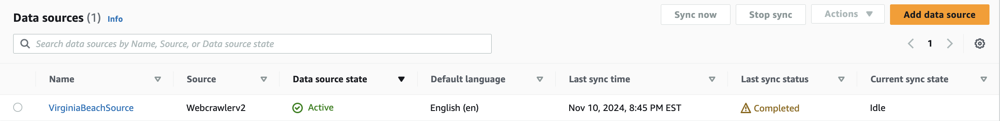 Data sources (1) Info
Sync now
Stop sync
Actions
Add data source
Search data sources by Name, Source, or Data source state
1
Name Source Data source state Default language Last sync time Last sync status Current sync state
VirginiaBeachSource Webcrawlerv2 Active English (en) Nov 10, 2024, 8:45 PM EST Completed Idle